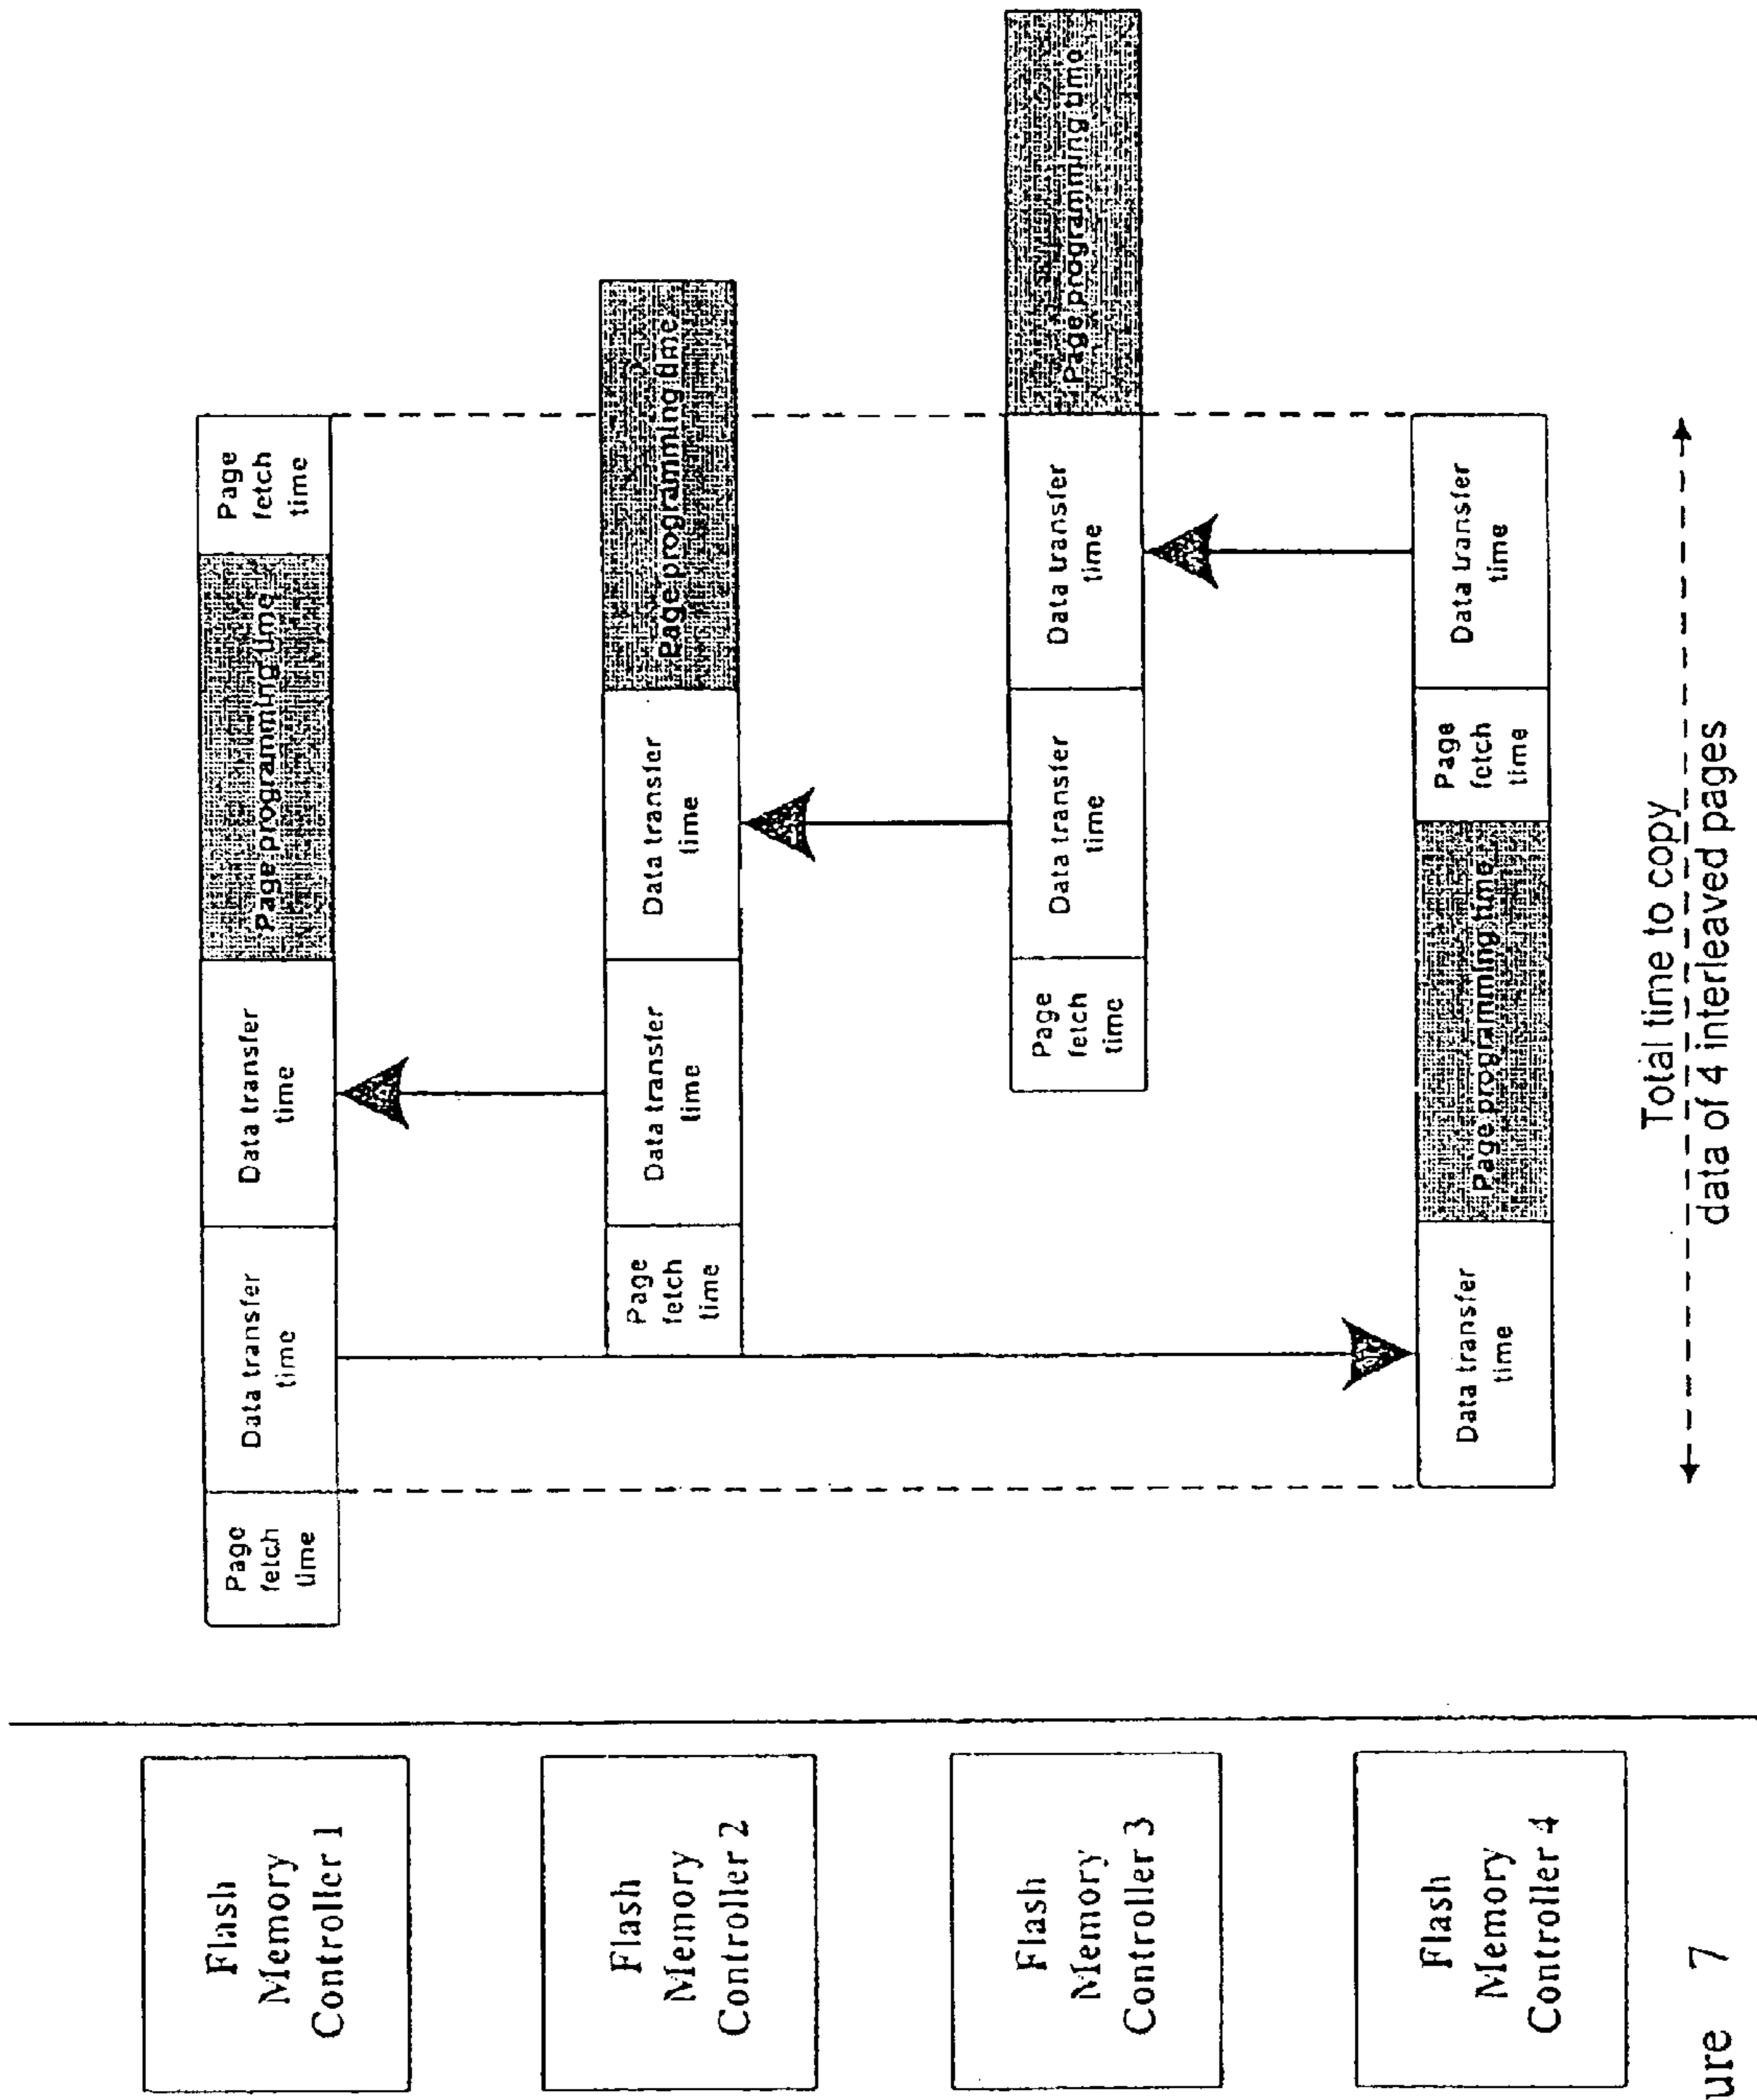 Flash
Memory
Controller 1
Page
fetch
time
Data transfer
time
Data transfer
time
Page programming time
Page
fetch
time
Flash
Memory
Controller 2
Page
fetch
time
Data transfer
time
Data transfer
time
Page programming time
Flash
Memory
Controller 3
Page
fetch
time
Data transfer
time
Data transfer
time
Page programming time
Flash
Memory
Controller 4
Data transfer
time
Page programming time
Page
fetch
time
Data transfer
time
Total time to copy
data of 4 interleaved pages
ure 7